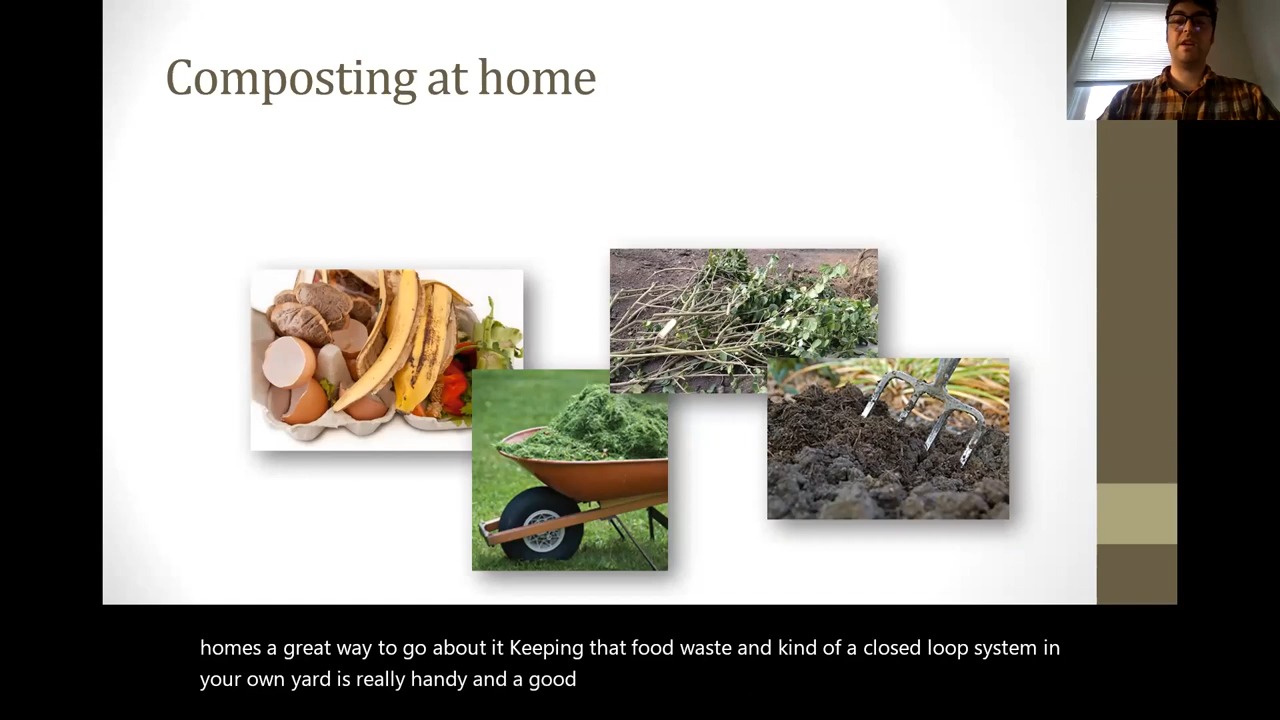 Composting at home
homes a great way to go about it Keeping that food waste and kind of a closed loop system in
your own yard is really handy and a good